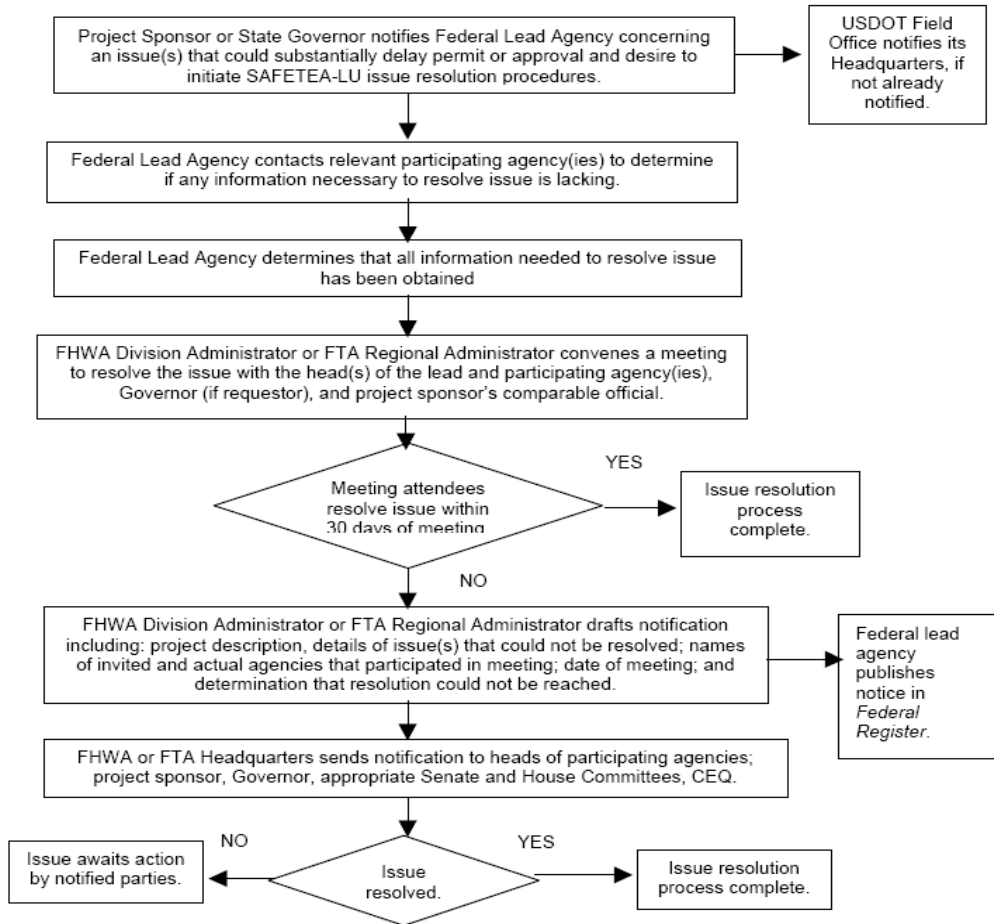 Project Sponsor or State Governor notifies Federal Lead Agency concerning
an issue(s) that could substantially delay permit or approval and desire to
initiate SAFETEA-LU issue resolution procedures.
USDOT Field
Office notifies its
Headquarters, if
not already
notified.
Federal Lead Agency contacts relevant participating agency(ies) to determine
if any information necessary to resolve issue is lacking.
Federal Lead Agency determines that all information needed to resolve issue
has been obtained
FHWA Division Administrator or FTA Regional Administrator convenes a meeting
to resolve the issue with the head(s) of the lead and participating agency(ies),
Governor (if requestor), and project sponsor's comparable official.
Meeting attendees
resolve issue within
30 days of meeting
YES
Issue resolution
process
complete.
NO
FHWA Division Administrator or FTA Regional Administrator drafts notification
including: project description, details of issue(s) that could not be resolved; names
of invited and actual agencies that participated in meeting; date of meeting; and
determination that resolution could not be reached.
Federal lead
agency
publishes
notice in
Federal
Register.
FHWA or FTA Headquarters sends notification to heads of participating agencies;
project sponsor, Governor, appropriate Senate and House Committees, CEQ.
NO
Issue awaits action
by notified parties.
Issue
resolved.
YES
Issue resolution
process complete.